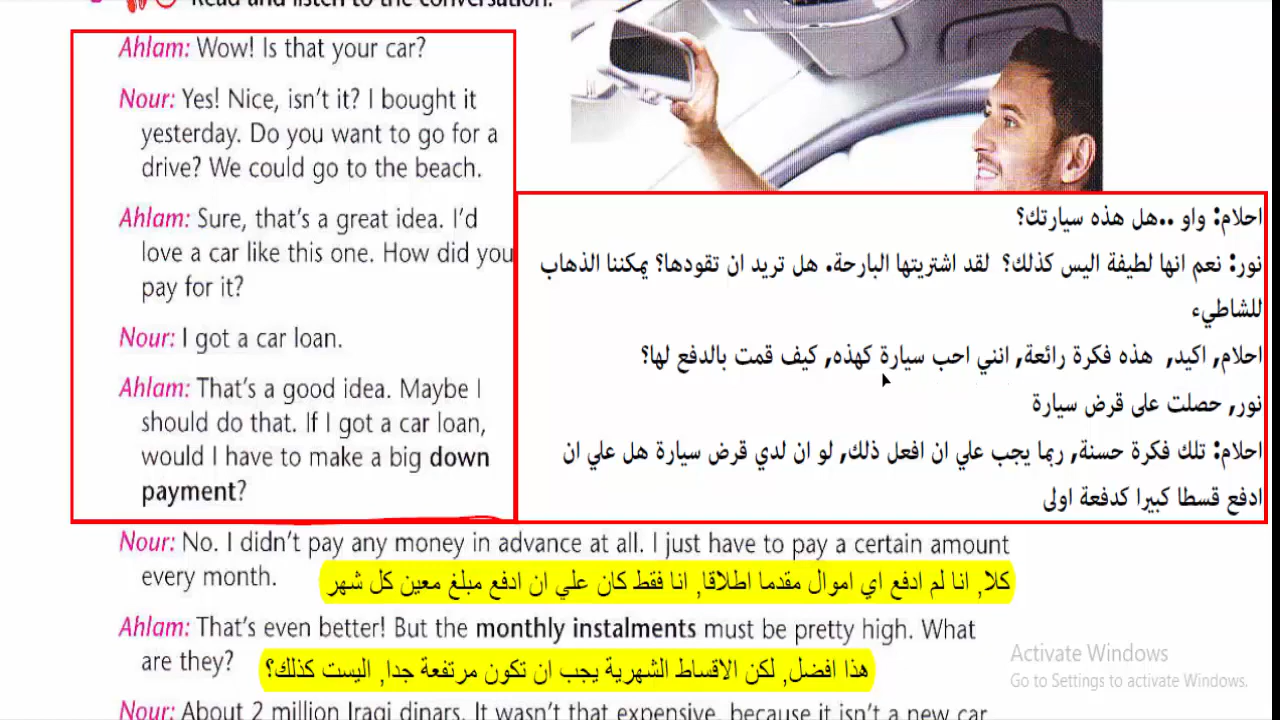 Read and listen to the conversation.
Ahlam: Wow! Is that your car?
Nour: Yes! Nice, isn't it? I bought it
yesterday. Do you want to go for a
drive? We could go to the beach.
Ahlam: Sure, that's a great idea. I'd
love a car like this one. How did you
pay for it?
Nour: I got a car loan.
Ahlam: That's a good idea. Maybe I
should do that. If I got a car loan,
would I have to make a big down
payment?
احلام: واو ..هل هذه سيارتك؟
نور: نعم انها لطيفة اليس كذلك؟ لقد اشتريتها البارحة. هل تريد ان تقودها؟ يمكننا الذهاب
للشاطيء
احلام, اكيد, هذه فكرة رائعة, انني احب سيارة كهذه, كيف قمت بالدفع لها؟
نور, حصلت على قرض سيارة
احلام: تلك فكرة حسنة, ربما يجب علي ان افعل ذلك, لو ان لدي قرض سيارة هل علي ان
ادفع قسطا كبيرا كدفعة اولى
Nour: No. I didn't pay any money in advance at all. I just have to pay a certain amount
every month.
كلا, انا لم ادفع اي اموال مقدما اطلاقا, انا فقط كان علي ان ادفع مبلغ معين كل شهر
Ahlam: That's even better! But the monthly instalments must be pretty high. What
are they?
هذا افضل, لكن الاقساط الشهرية يجب ان تكون مرتفعة جدا, اليست كذلك؟
Nour: About 2 million Iraqi dinars. It wasn't that expensive, because it isn't a new car
Activate Windows
Go to Settings to activate Windows.